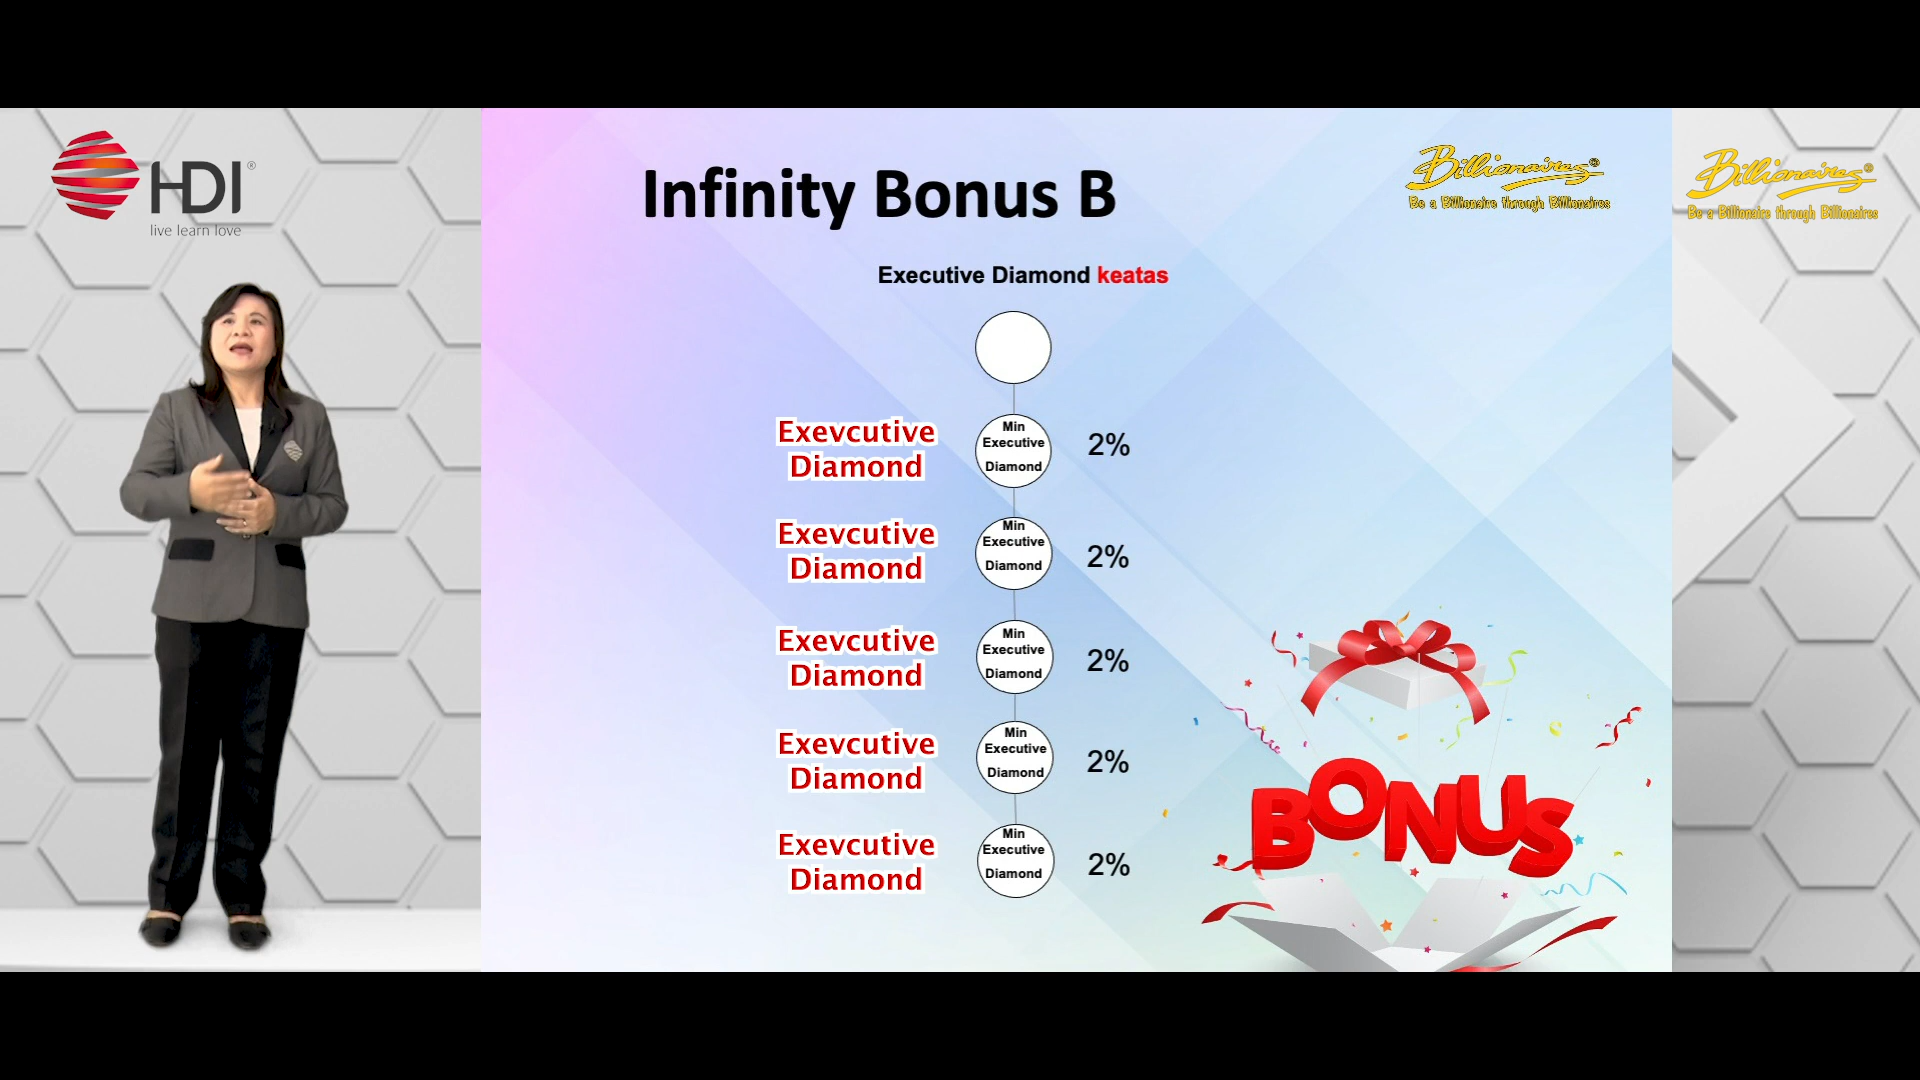 HDI®
live learn love
Infinity Bonus B
Billionaires®
Be a Billionaire through Billionaires
Billionaires®
Be a Billionaire through Billionaires
Executive Diamond keatas
Exevcutive
Diamond
Min
Executive
Diamond
2%
Exevcutive
Diamond
Min
Executive
Diamond
2%
Exevcutive
Diamond
Min
Executive
Diamond
2%
Exevcutive
Diamond
Min
Executive
Diamond
2%
Exevcutive
Diamond
Min
Executive
Diamond
2%
BONUS